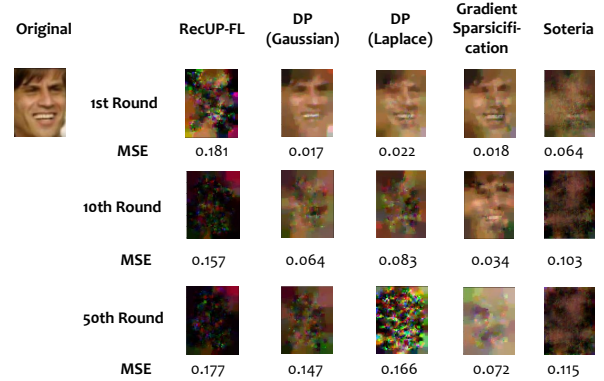 Original
RecUP-FL
DP
(Gaussian)
DP
(Laplace)
Gradient
Sparsicifi-
cation
Soteria
1st Round
MSE
0.181
0.017
0.022
0.018
0.064
10th Round
MSE
0.157
0.064
0.083
0.034
0.103
50th Round
MSE
0.177
0.147
0.166
0.072
0.115